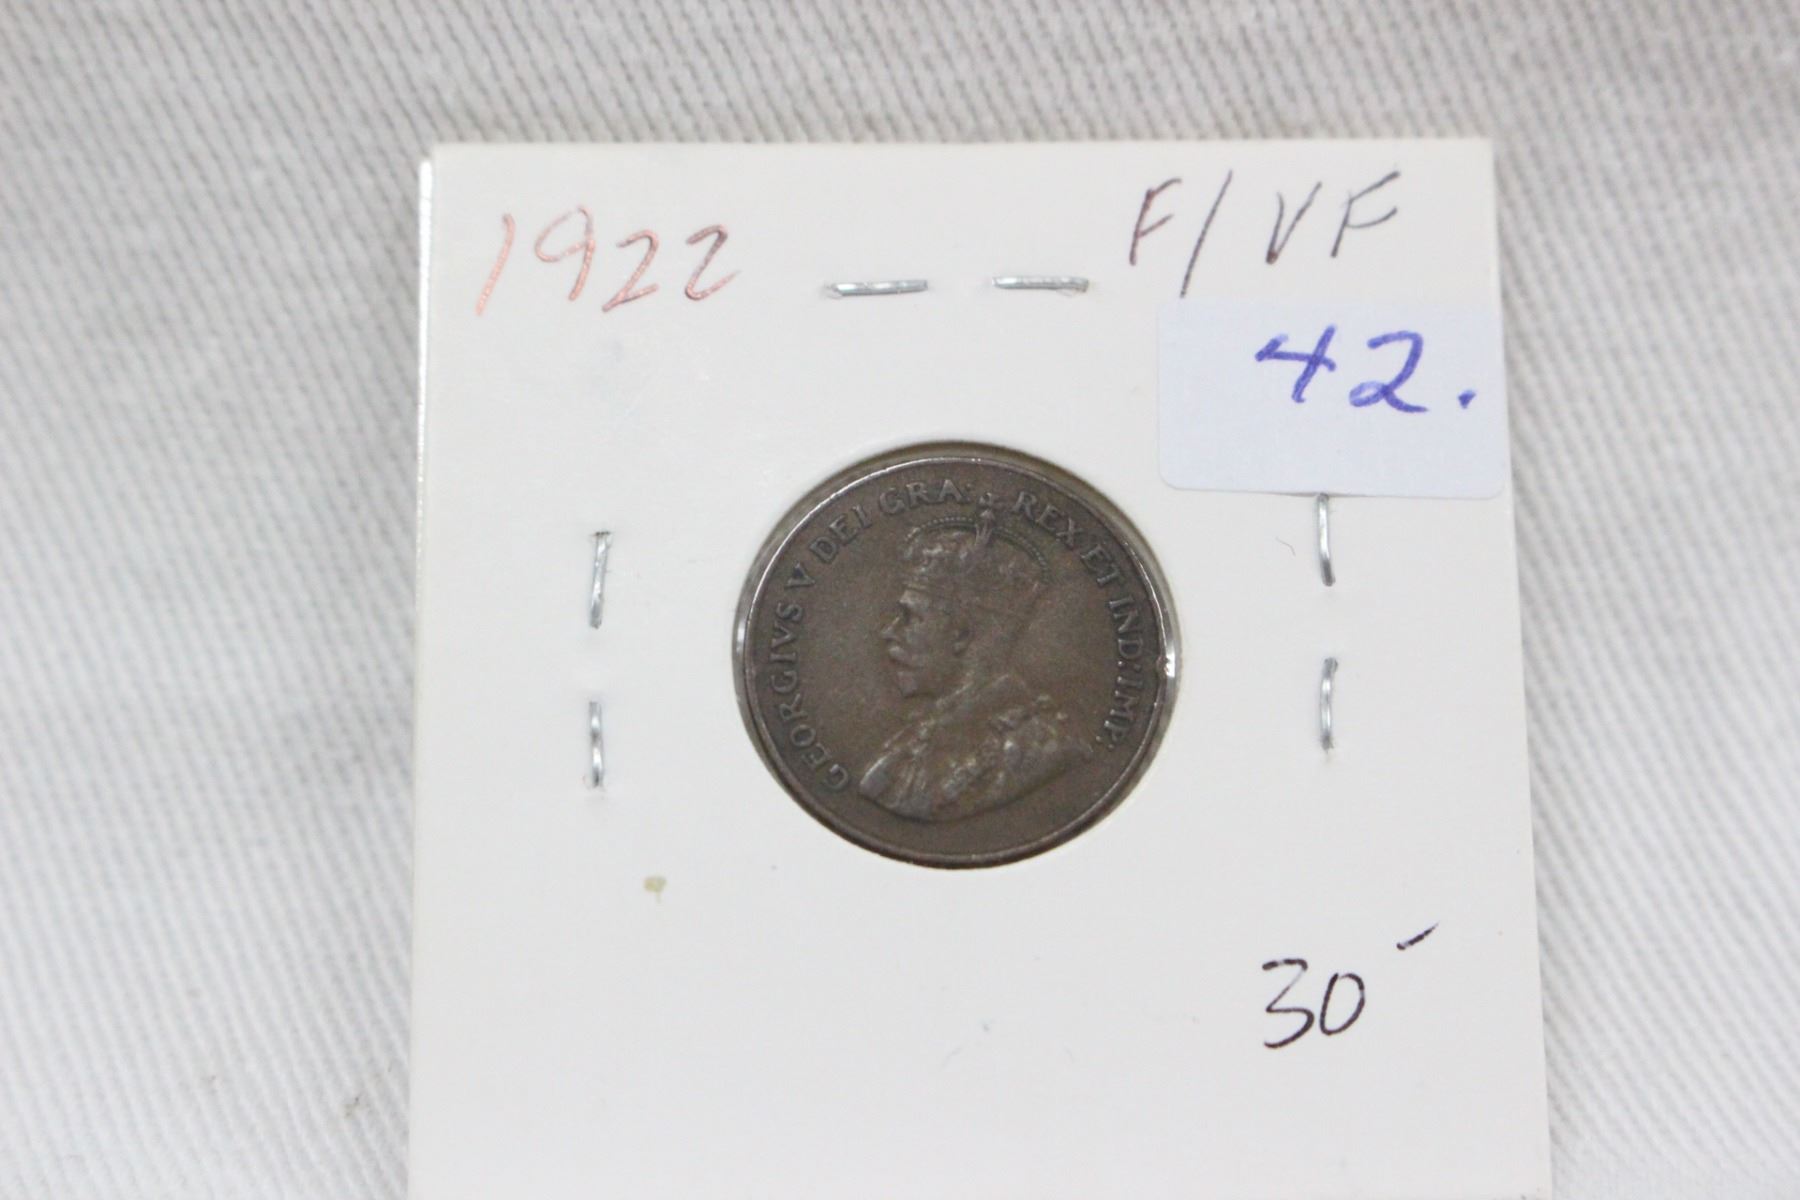 1922 F/VF
42.
GEORGIVS V DEI GRA: REX ET IND: IMP:
30-